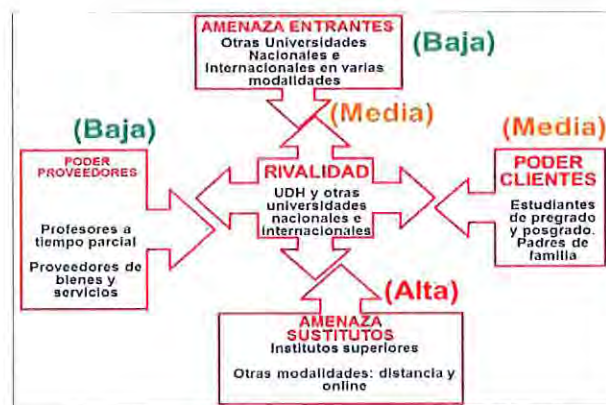 AMENAZA ENTRANTES
Otras Universidades
Nacionales e
Internacionales en varias
modalidades
(Baja)
(Media)
(Baja)
PODER
PROVEEDORES
Profesores a
tiempo parcial
Proveedores de
bienes y
servicios
RIVALIDAD
UDH y otras
universidades
nacionales e
internacionales
(Media)
PODER
CLIENTES
Estudiantes
de pregrado
y posgrado.
Padres de
familia
(Alta)
AMENAZA
SUSTITUTOS
Institutos superiores
Otras modalidades: distancia y
online